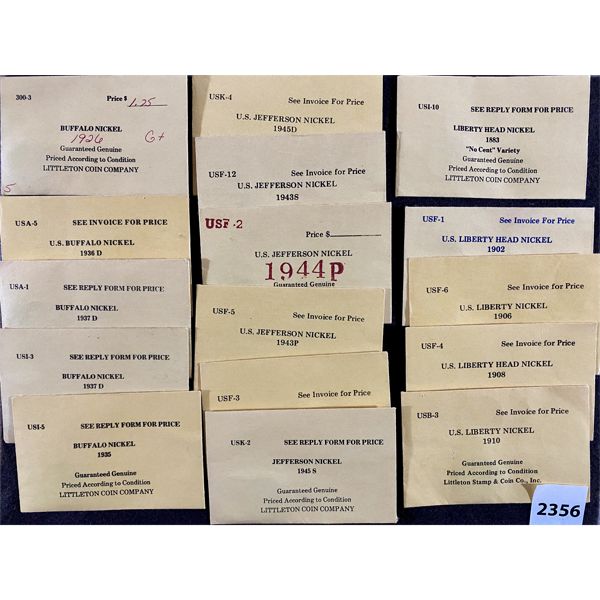 300-3 Price $ 1.25
BUFFALO NICKEL
1926 G+
Guaranteed Genuine
Priced According to Condition
LITTLETON COIN COMPANY
5
USA-5 SEE INVOICE FOR PRICE
U.S. BUFFALO NICKEL
1936 D
USA-1 SEE REPLY FORM FOR PRICE
BUFFALO NICKEL
1937 D
USI-3 SEE REPLY FORM FOR PRICE
BUFFALO NICKEL
1937 D
USI-5 SEE REPLY FORM FOR PRICE
BUFFALO NICKEL
1935
Guaranteed Genuine
Priced According to Condition
LITTLETON COIN COMPANY
USK-4 See Invoice For Price
U.S. JEFFERSON NICKEL
1945D
USF-12 See Invoice For Price
U.S. JEFFERSON NICKEL
1943S
USF-2 Price $
U.S. JEFFERSON NICKEL
1944P
Guaranteed Genuine
USF-5 See Invoice for Price
U.S. JEFFERSON NICKEL
1943P
USF-3 See Invoice for Price
USK-2 SEE REPLY FORM FOR PRICE
JEFFERSON NICKEL
1945 S
Guaranteed Genuine
Priced According to Condition
LITTLETON COIN COMPANY
USI-10 SEE REPLY FORM FOR PRICE
LIBERTY HEAD NICKEL
1883
"No Cent" Variety
Guaranteed Genuine
Priced According to Condition
LITTLETON COIN COMPANY
USF-1 See Invoice For Price
U.S. LIBERTY HEAD NICKEL
1902
USF-6 See Invoice for Price
U.S. LIBERTY NICKEL
1906
USF-4 See Invoice for Price
U.S. LIBERTY HEAD NICKEL
1908
USB-3 See Invoice for Price
U.S. LIBERTY NICKEL
1910
Guaranteed Genuine
Priced According to Condition
Littleton Stamp & Coin Co., Inc.
2356